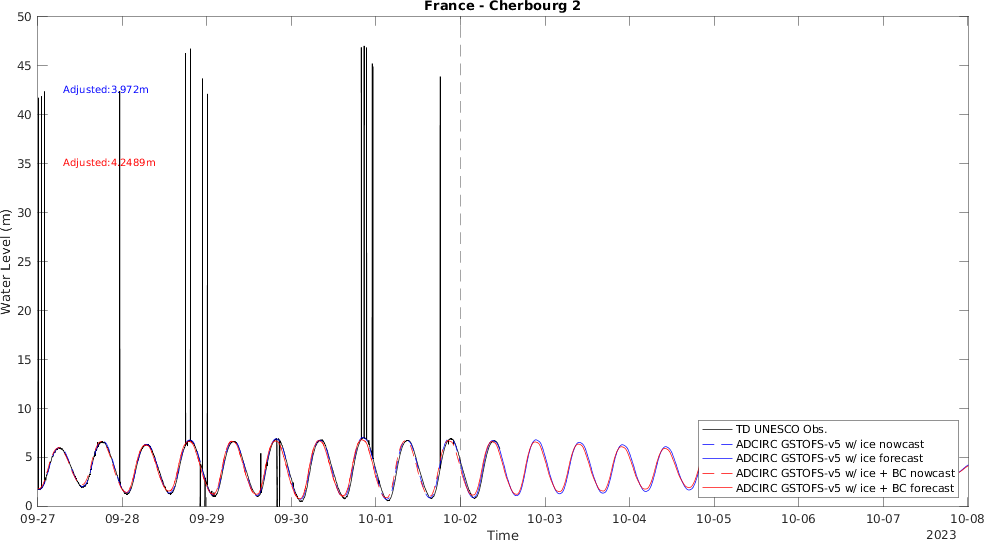 France - Cherbourg 2
50
45
40
35
30
25
20
15
10
5
0
Water Level (m)
Adjusted:3.972m
Adjusted:4.2489m
TD UNESCO Obs.
ADCIRC GSTOFS-v5 w/ ice nowcast
ADCIRC GSTOFS-v5 w/ ice forecast
ADCIRC GSTOFS-v5 w/ ice + BC nowcast
ADCIRC GSTOFS-v5 w/ ice + BC forecast
09-27 09-28 09-29 09-30 10-01 10-02 10-03 10-04 10-05 10-06 10-07 10-08
Time
2023